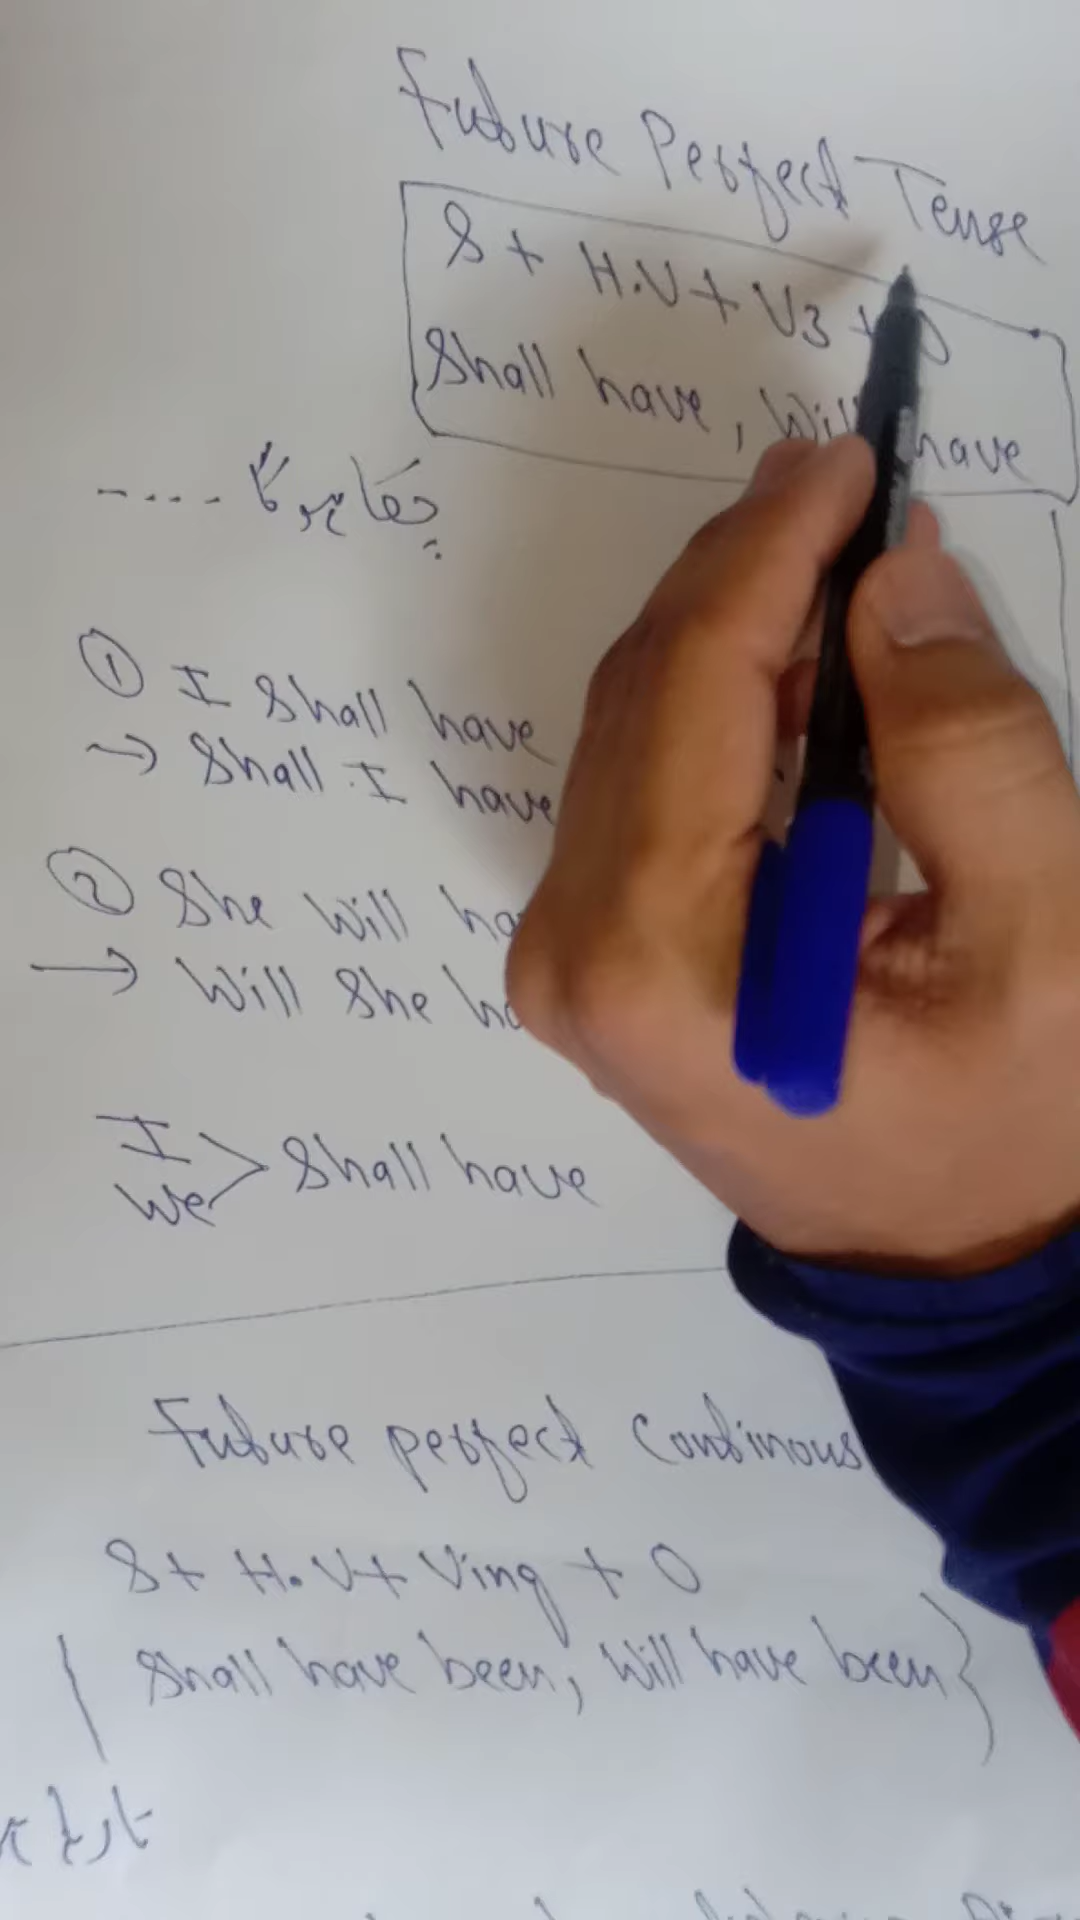 Future Perfect Tense
S + H.V + V3 + O
Shall have, Will have
چکا ہو گا ....
① I Shall have
→ Shall I have
② She Will
→ Will She
I
We > Shall have
Future perfect Continous
S + H.V + Ving + O
Shall have been, Will have been